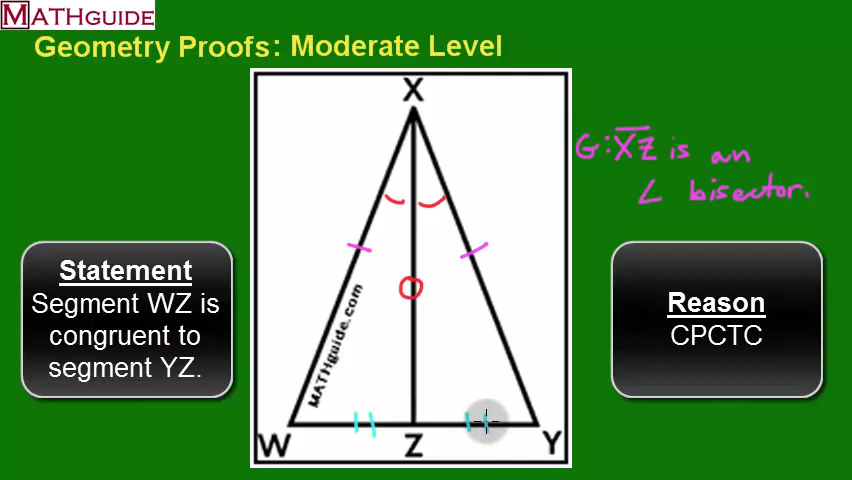 MATHGUIDE
Geometry Proofs: Moderate Level
X
G: XZ is an
∠ bisector.
Statement
Segment WZ is
congruent to
segment YZ.
MATHguide.com
Reason
CPCTC
W Z Y